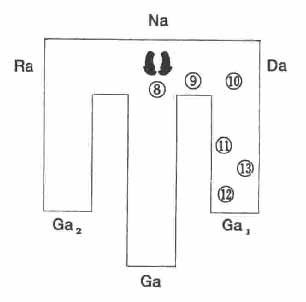 Na
Ra
Da
⑧ ⑨ ⑩
⑪
⑬
⑫
Ga₂
Ga₁
Ga